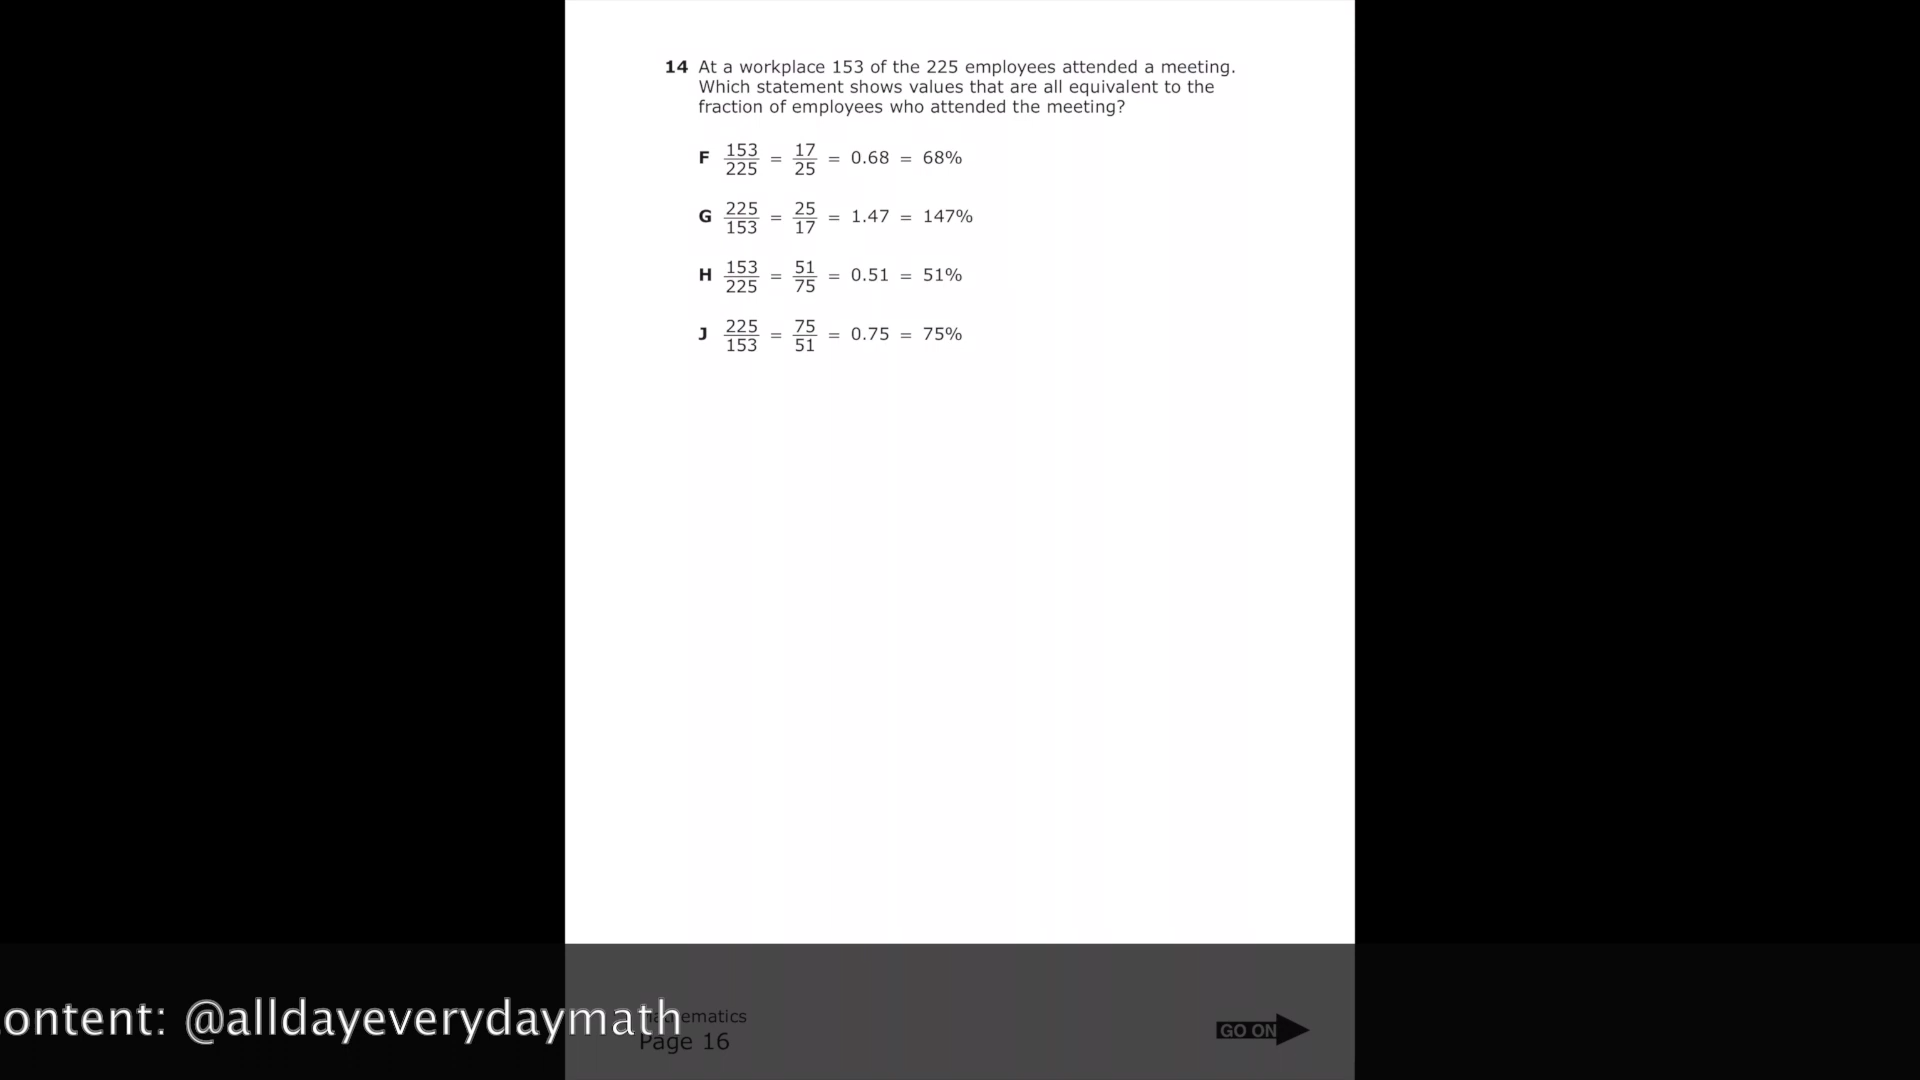 14 At a workplace 153 of the 225 employees attended a meeting.
Which statement shows values that are all equivalent to the
fraction of employees who attended the meeting?
F 153/225 = 17/25 = 0.68 = 68%
G 225/153 = 25/17 = 1.47 = 147%
H 153/225 = 51/75 = 0.51 = 51%
J 225/153 = 75/51 = 0.75 = 75%
ontent: @alldayeverydaymath
Page 16
GO ON